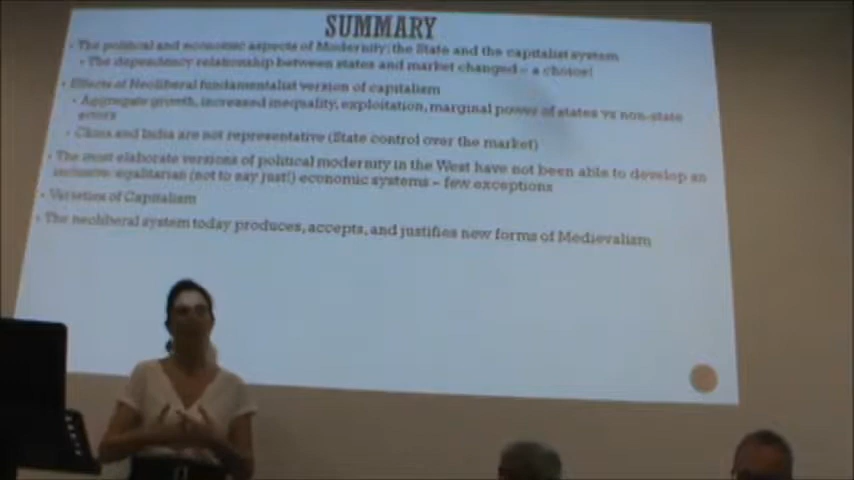 SUMMARY
The political and economic aspects of Modernity: the State and the capitalist system
The dependency relationship between states and market changed – a choice!
Effects of Neoliberal fundamentalist version of capitalism
Aggregate growth, increased inequality, exploitation, marginal power of states vs non-state
actors
China and India are not representative (State control over the market)
The most elaborate versions of political modernity in the West have not been able to develop an
inclusive egalitarian (not to say just!) economic systems – few exceptions
Varieties of Capitalism
The neoliberal system today produces, accepts, and justifies new forms of Medievalism